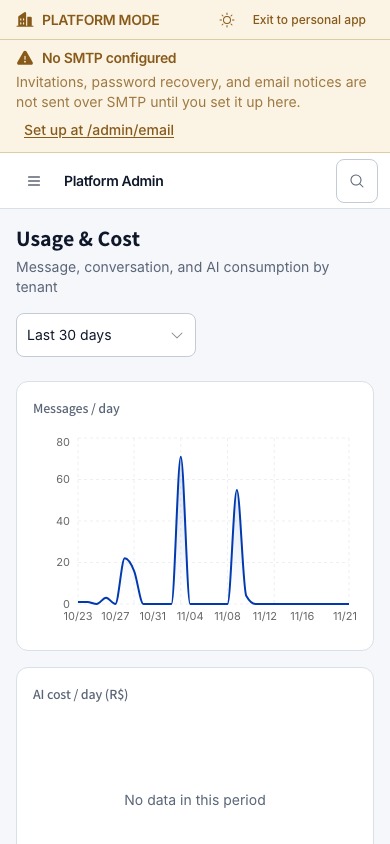 PLATFORM MODE
Exit to personal app
No SMTP configured
Invitations, password recovery, and email notices are
not sent over SMTP until you set it up here.
Set up at /admin/email
Platform Admin
Usage & Cost
Message, conversation, and AI consumption by
tenant
Last 30 days
Messages / day
80
60
40
20
0
10/23 10/27 10/31 11/04 11/08 11/12 11/16 11/21
AI cost / day (R$)
No data in this period